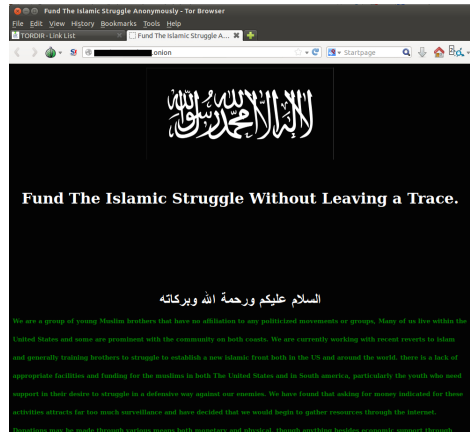 Fund The Islamic Struggle Anonymously - Tor Browser
File Edit View History Bookmarks Tools Help
TORDIR - Link List
Fund The Islamic Struggle A...
.onion
Startpage
لا إله إلا الله محمد رسول الله
Fund The Islamic Struggle Without Leaving a Trace.
السلام عليكم ورحمة الله وبركاته
We are a group of young Muslim brothers that have no affiliation to any politicized movements or groups, Many of us live within the
United States and some are prominent with the community on both coasts. We are currently working with recent reverts to islam
and generally training brothers to struggle to establish a new islamic front both in the US and around the world. there is a lack of
appropriate facilities and funding for the muslims in both The United States and in South america, particularly the youth who need
support in their desire to struggle in a defensive way against our enemies. We have found that asking for money indicated for these
activities attracts far too much surveillance and have decided that we would begin to gather resources through the internet.
Donations may be made through various means both monetary and physical. Though anything besides economic support through